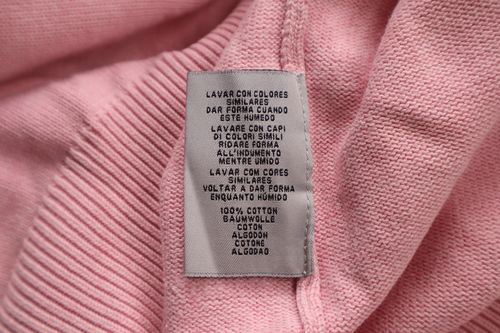 LAVAR CON COLORES
SIMILARES
DAR FORMA CUANDO
ESTE HUMEDO
LAVARE CON CAPI
DI COLORI SIMILI
RIDARE FORMA
ALL'INDUMENTO
MENTRE UMIDO
LAVAR COM CORES
SIMILARES
VOLTAR A DAR FORMA
ENQUANTO HÚMIDO
100% COTTON
BAUMWOLLE
COTON
ALGODON
COTONE
ALGODAO